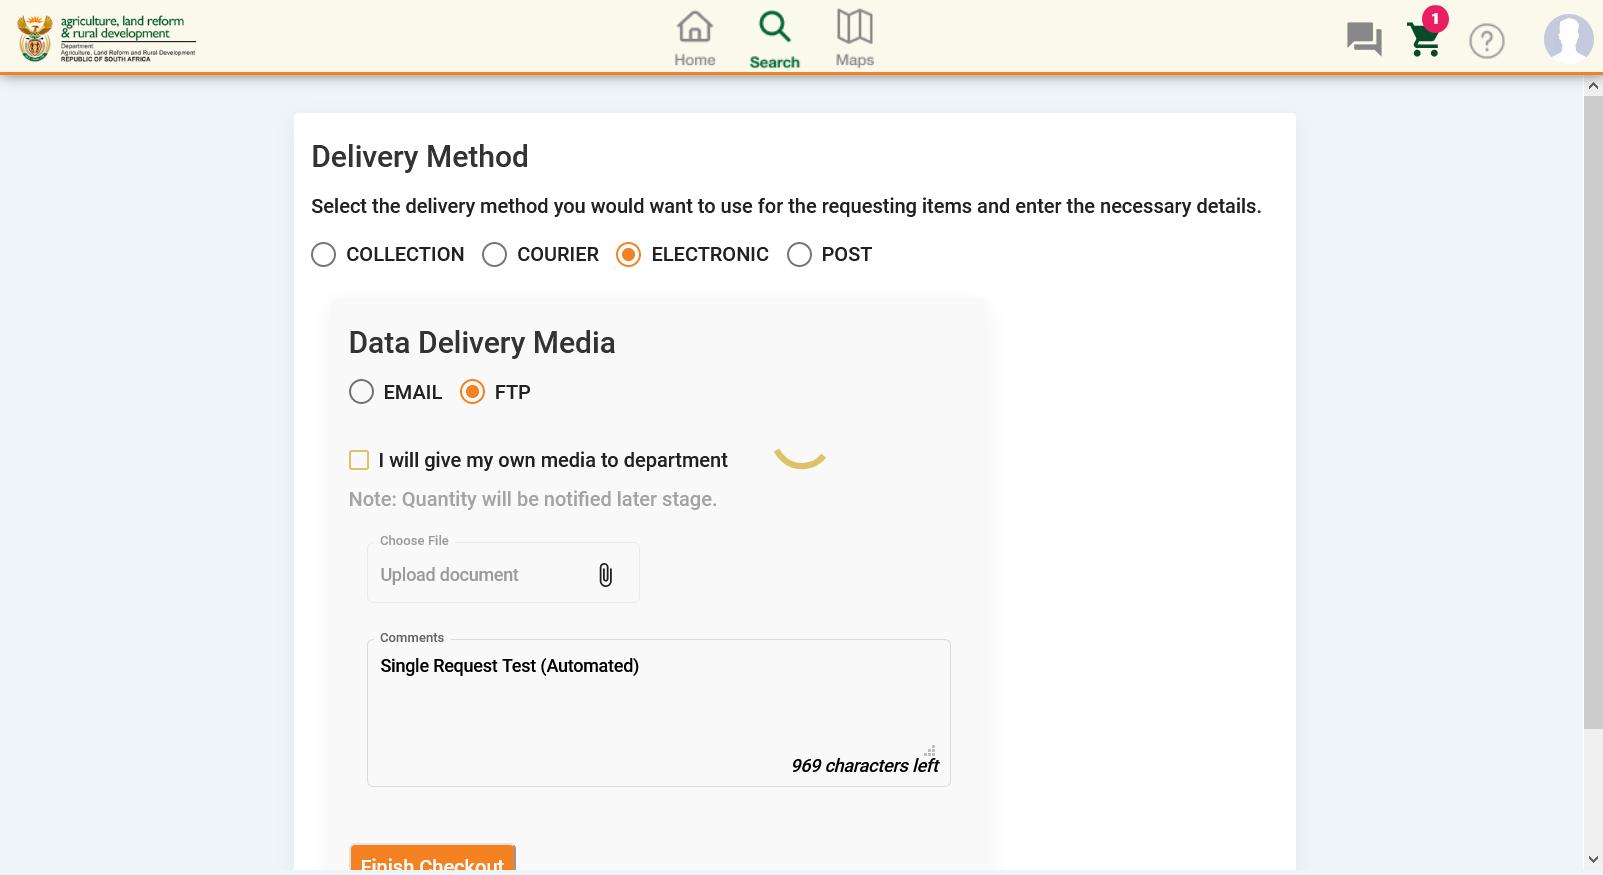 agriculture, land reform
& rural development
Department:
Agriculture, Land Reform and Rural Development
REPUBLIC OF SOUTH AFRICA
Home
Search
Maps
1
?
Delivery Method
Select the delivery method you would want to use for the requesting items and enter the necessary details.
COLLECTION COURIER ELECTRONIC POST
Data Delivery Media
EMAIL FTP
I will give my own media to department
Note: Quantity will be notified later stage.
Choose File
Upload document
Comments
Single Request Test (Automated)
969 characters left
Finish Checkout